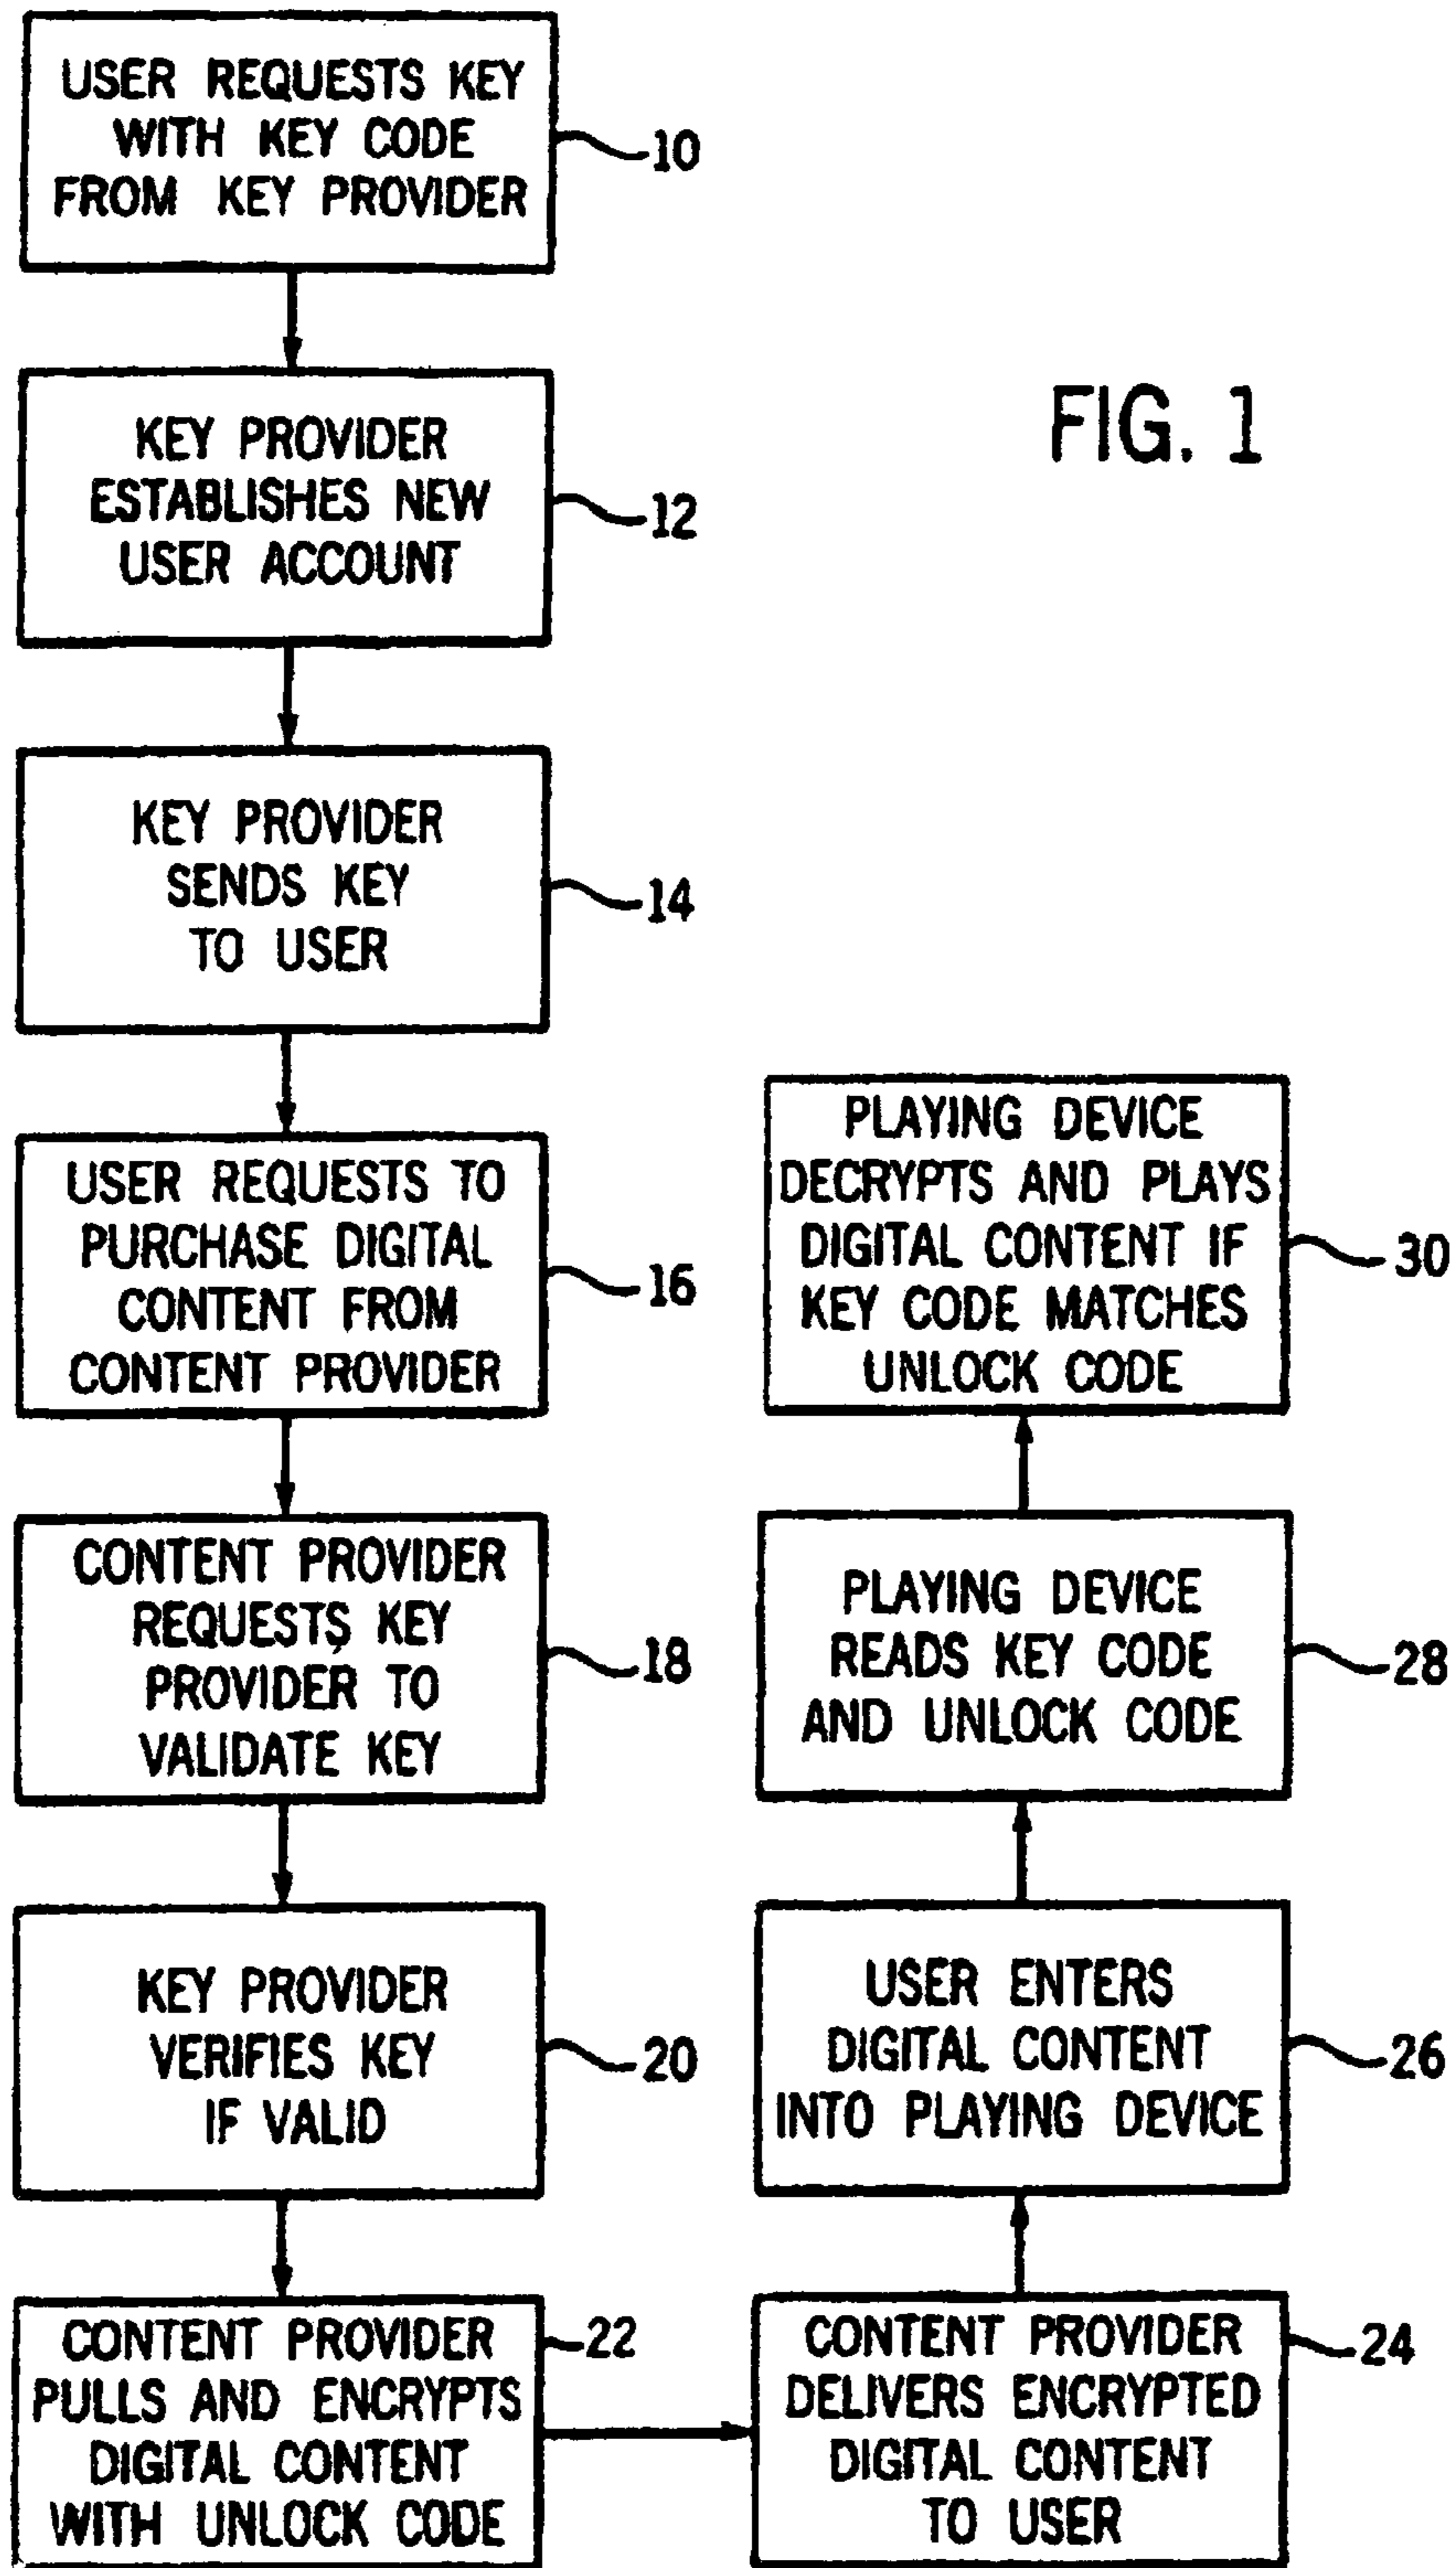 USER REQUESTS KEY
WITH KEY CODE
FROM KEY PROVIDER
10
KEY PROVIDER
ESTABLISHES NEW
USER ACCOUNT
12
FIG. 1
KEY PROVIDER
SENDS KEY
TO USER
14
USER REQUESTS TO
PURCHASE DIGITAL
CONTENT FROM
CONTENT PROVIDER
16
CONTENT PROVIDER
REQUESTS KEY
PROVIDER TO
VALIDATE KEY
18
KEY PROVIDER
VERIFIES KEY
IF VALID
20
CONTENT PROVIDER
PULLS AND ENCRYPTS
DIGITAL CONTENT
WITH UNLOCK CODE
22
CONTENT PROVIDER
DELIVERS ENCRYPTED
DIGITAL CONTENT
TO USER
24
USER ENTERS
DIGITAL CONTENT
INTO PLAYING DEVICE
26
PLAYING DEVICE
READS KEY CODE
AND UNLOCK CODE
28
PLAYING DEVICE
DECRYPTS AND PLAYS
DIGITAL CONTENT IF
KEY CODE MATCHES
UNLOCK CODE
30